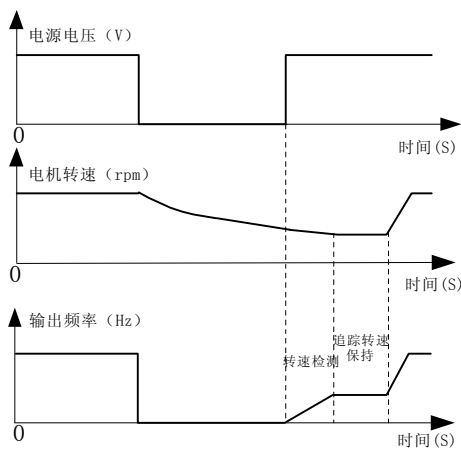 电源电压（V）
0
时间(S)
电机转速（rpm）
0
时间(S)
输出频率（Hz）
追踪转速
保持
转速检测
0
时间(S)